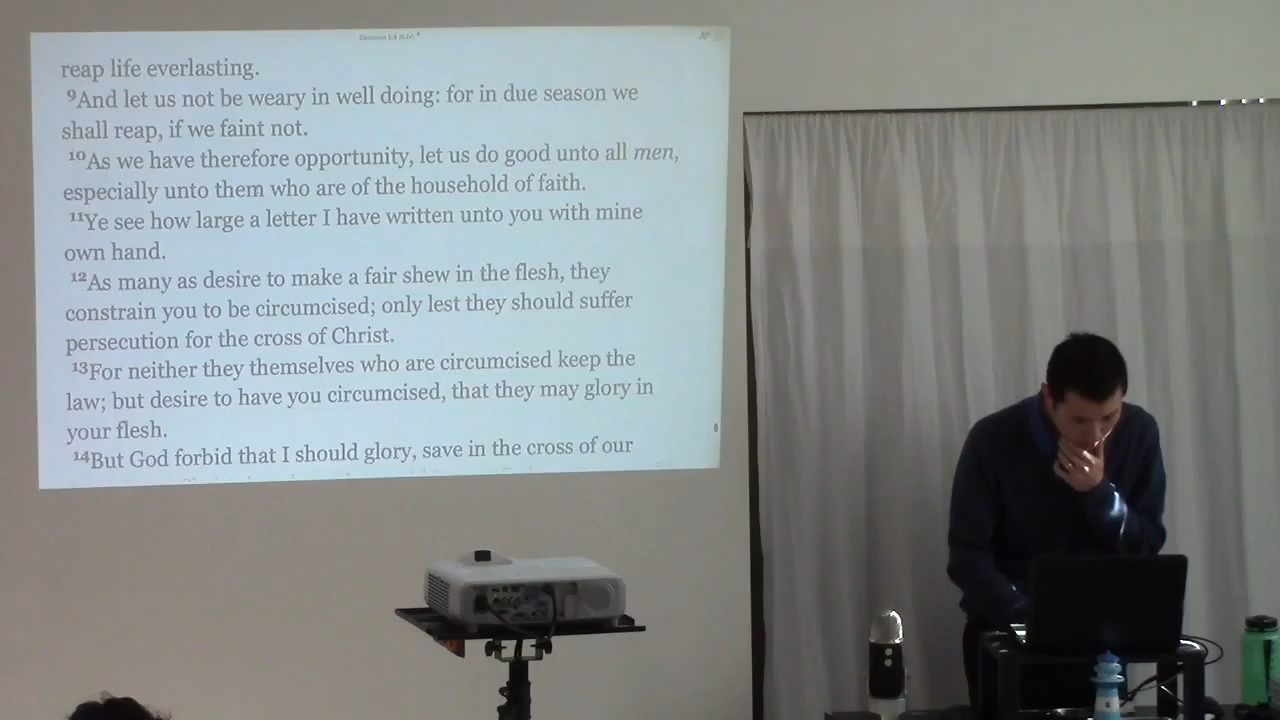 reap life everlasting.
⁹And let us not be weary in well doing: for in due season we
shall reap, if we faint not.
¹⁰As we have therefore opportunity, let us do good unto all men,
especially unto them who are of the household of faith.
¹¹Ye see how large a letter I have written unto you with mine
own hand.
¹²As many as desire to make a fair shew in the flesh, they
constrain you to be circumcised; only lest they should suffer
persecution for the cross of Christ.
¹³For neither they themselves who are circumcised keep the
law; but desire to have you circumcised, that they may glory in
your flesh.
¹⁴But God forbid that I should glory, save in the cross of our